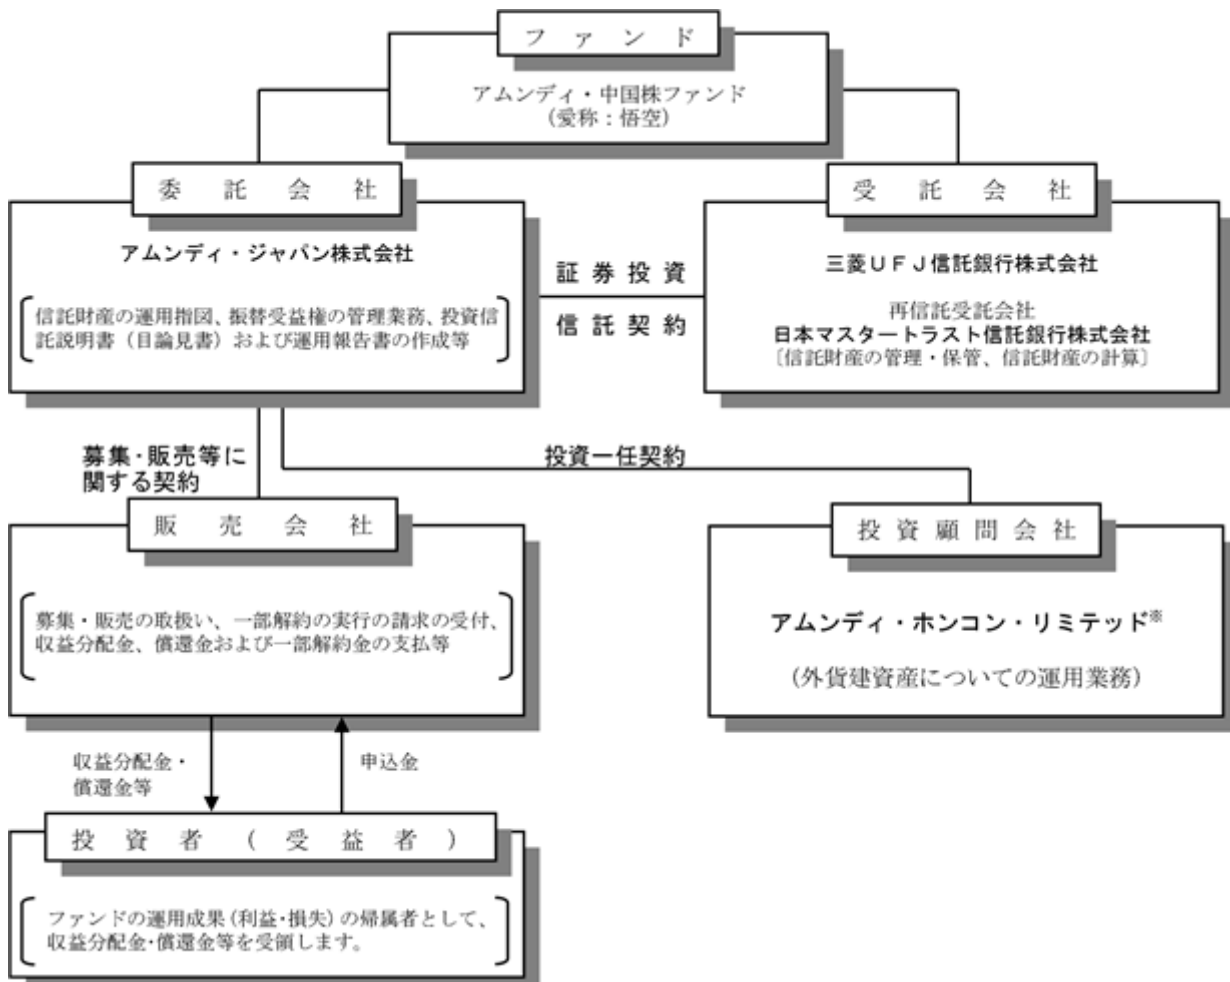 ファンド
アムンディ・中国株ファンド
(愛称：悟空)
委託会社
アムンディ・ジャパン株式会社
信託財産の運用指図、振替受益権の管理業務、投資信
託説明書（目論見書）および運用報告書の作成等
証券投資
信託契約
受託会社
三菱ＵＦＪ信託銀行株式会社
再信託受託会社
日本マスタートラスト信託銀行株式会社
〔信託財産の管理・保管、信託財産の計算〕
募集・販売等に
関する契約
投資一任契約
販売会社
募集・販売の取扱い、一部解約の実行の請求の受付、
収益分配金、償還金および一部解約金の支払等
投資顧問会社
アムンディ・ホンコン・リミテッド※
(外貨建資産についての運用業務)
収益分配金・
償還金等
申込金
投資者(受益者)
ファンドの運用成果(利益・損失)の帰属者として、
収益分配金・償還金等を受領します。